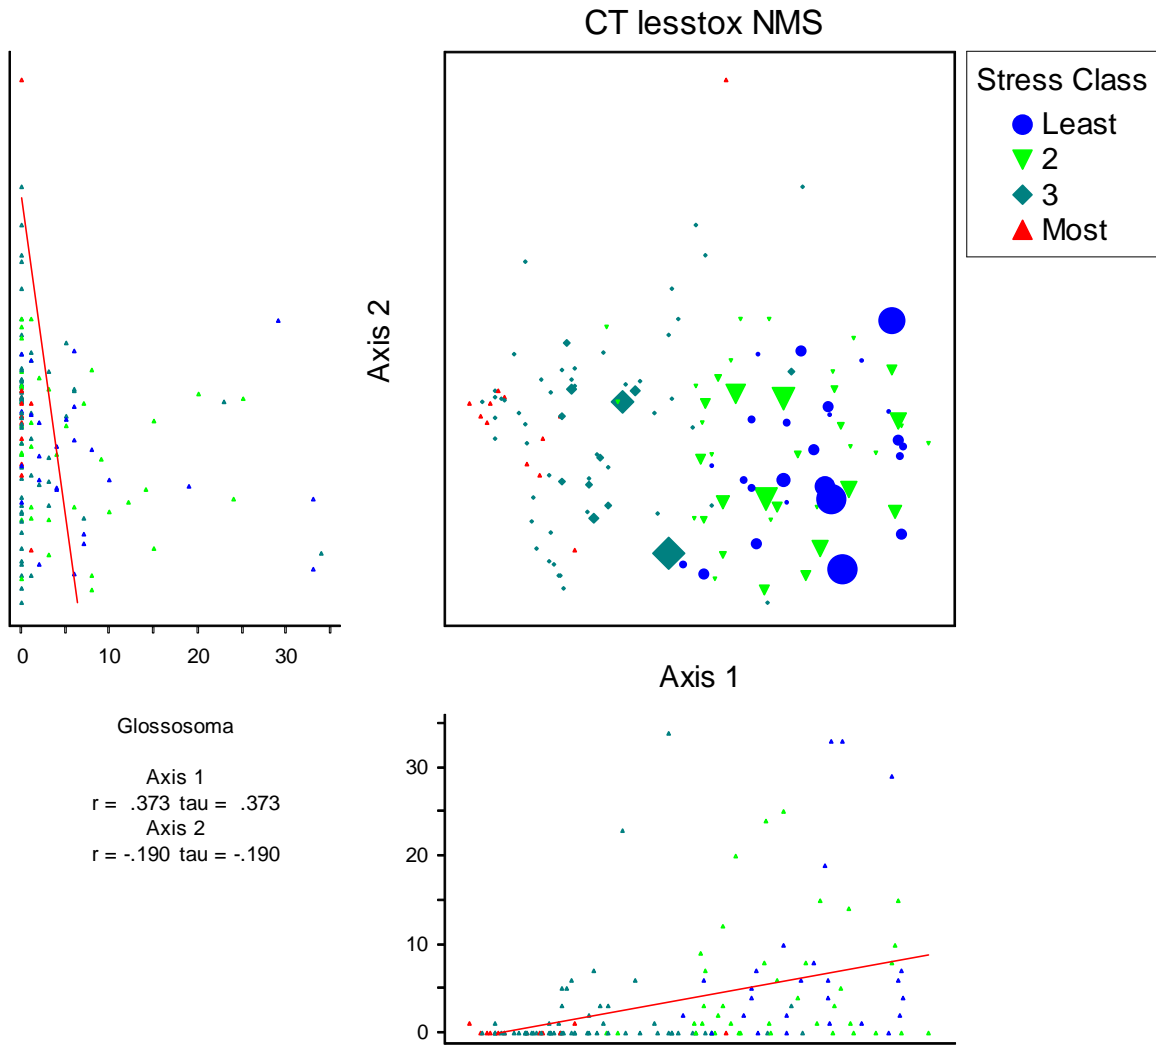 CT lesstox NMS
Stress Class
Least
2
3
Most
Axis 2
0 10 20 30
Axis 1
Glossosoma
Axis 1
r = .373 tau = .373
Axis 2
r = -.190 tau = -.190
30
20
10
0